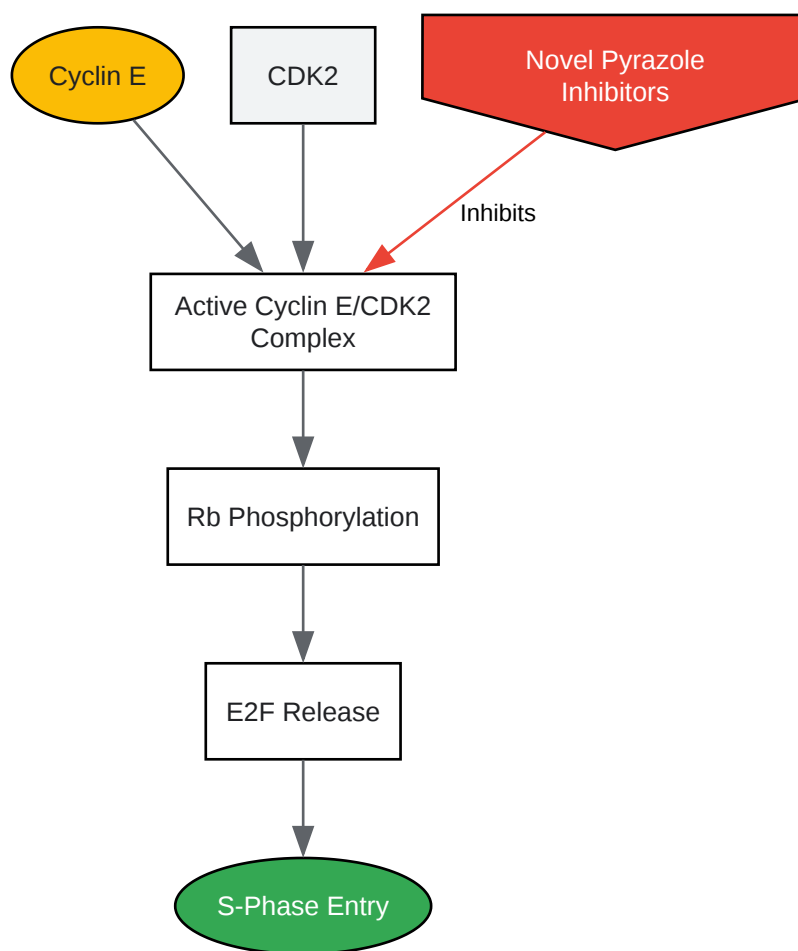 Cyclin E
CDK2
Novel Pyrazole
Inhibitors
Inhibits
Active Cyclin E/CDK2
Complex
Rb Phosphorylation
E2F Release
S-Phase Entry